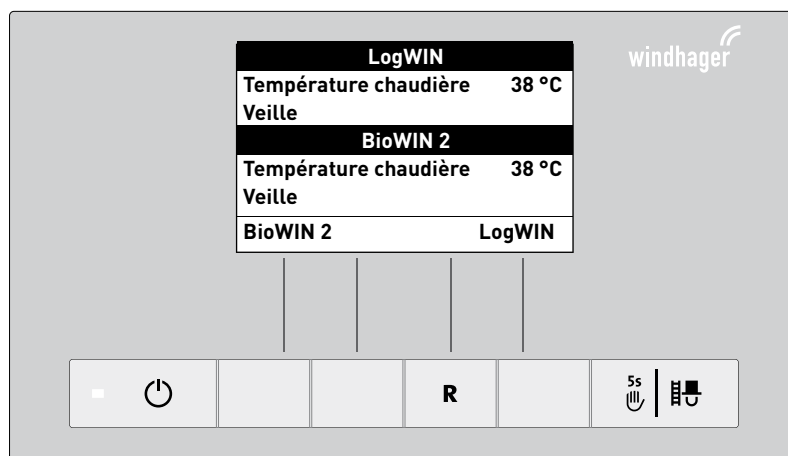 windhager
LogWIN
Température chaudière 38 °C
Veille
BioWIN 2
Température chaudière 38 °C
Veille
BioWIN 2 LogWIN
R
5s